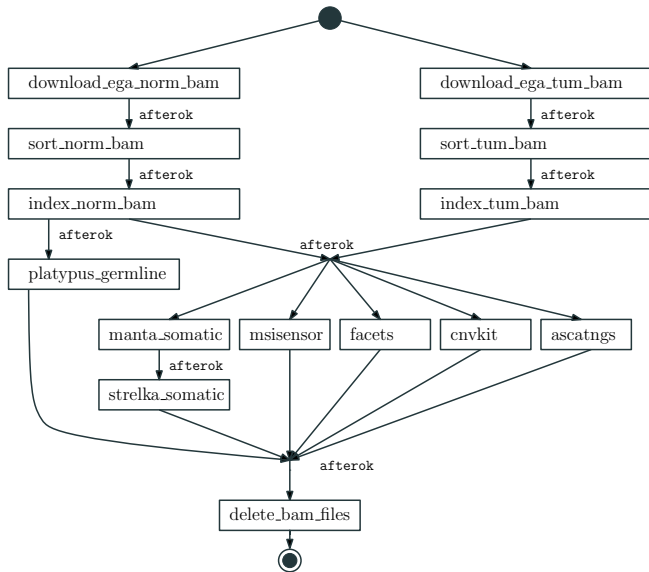 download_ega_norm_bam
download_ega_tum_bam
afterok
afterok
sort_norm_bam
sort_tum_bam
afterok
afterok
index_norm_bam
index_tum_bam
afterok
afterok
platypus_germline
manta_somatic
msisensor
facets
cnvkit
ascatngs
afterok
strelka_somatic
afterok
delete_bam_files